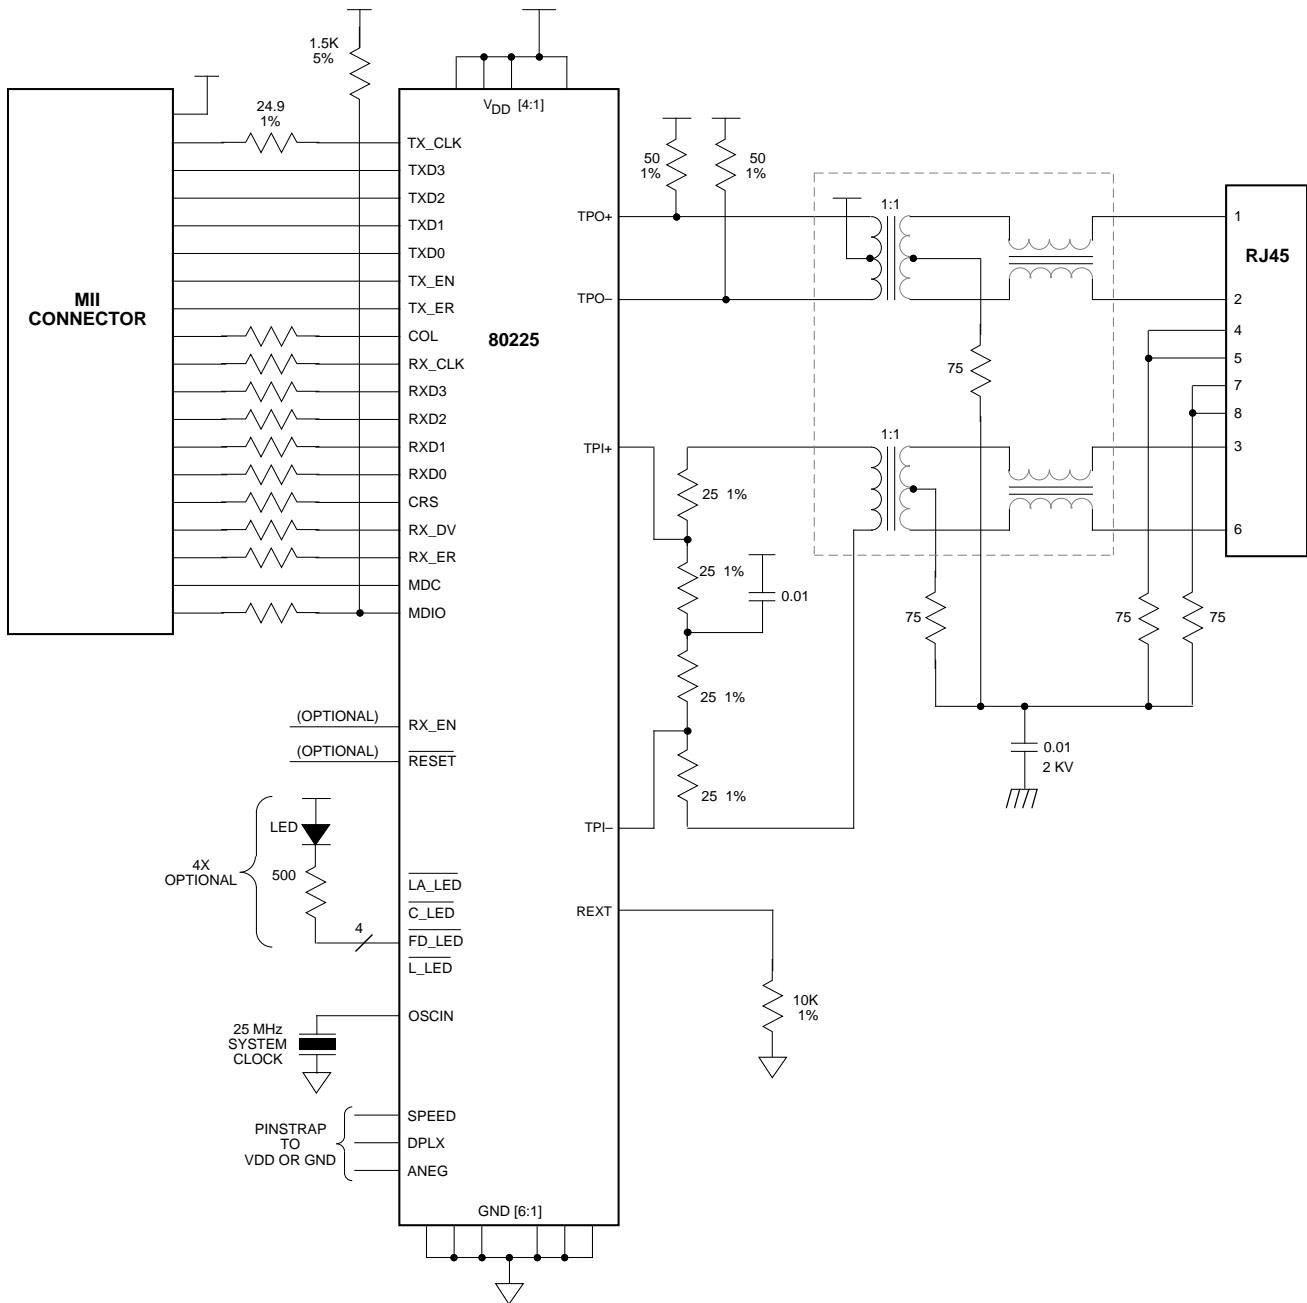 1.5K
5%
VDD [4:1]
24.9
1%
MII
CONNECTOR
TX_CLK
TXD3
TXD2
TXD1
TXD0
TX_EN
TX_ER
COL
RX_CLK
RXD3
RXD2
RXD1
RXD0
CRS
RX_DV
RX_ER
MDC
MDIO
80225
(OPTIONAL)
RX_EN
(OPTIONAL)
RESET
LED
500
4X
OPTIONAL
4
LA_LED
C_LED
FD_LED
L_LED
OSCIN
25 MHz
SYSTEM
CLOCK
PINSTRAP
TO
VDD OR GND
SPEED
DPLX
ANEG
GND [6:1]
TPO+
TPO–
TPI+
TPI–
REXT
50
1%
50
1%
25 1%
25 1%
0.01
25 1%
25 1%
10K
1%
1:1
1:1
75
75
75
75
0.01
2 KV
RJ45
1
2
4
5
7
8
3
6